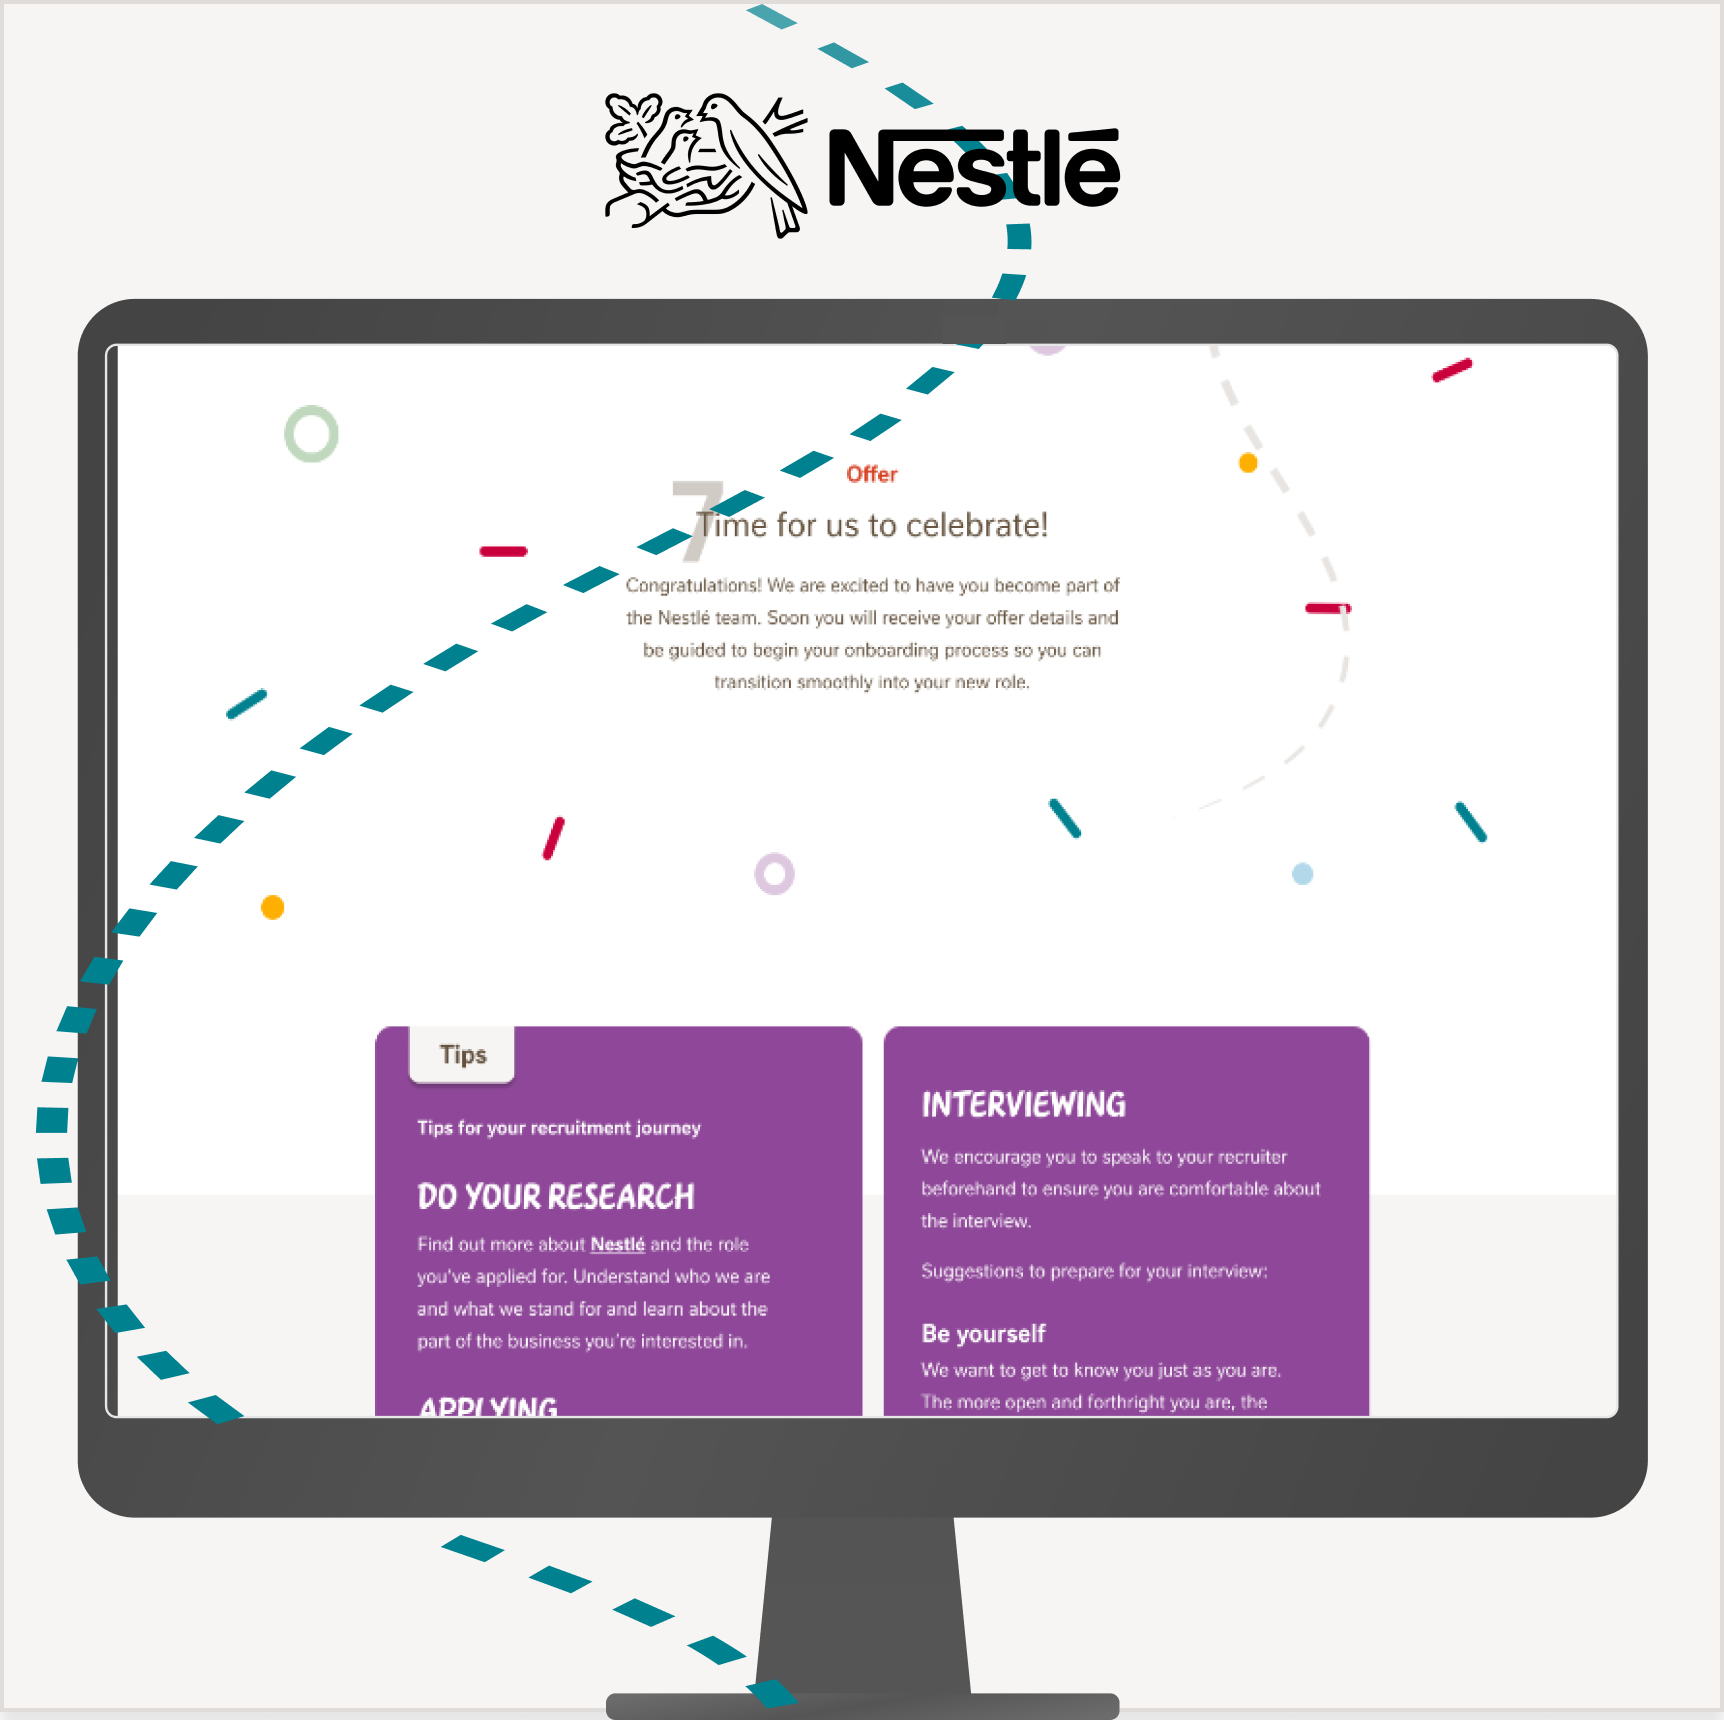 Nestlé
Offer
7
Time for us to celebrate!
Congratulations! We are excited to have you become part of
the Nestlé team. Soon you will receive your offer details and
be guided to begin your onboarding process so you can
transition smoothly into your new role.
Tips
Tips for your recruitment journey
DO YOUR RESEARCH
Find out more about Nestlé and the role
you've applied for. Understand who we are
and what we stand for and learn about the
part of the business you're interested in.
APPLYING
INTERVIEWING
We encourage you to speak to your recruiter
beforehand to ensure you are comfortable about
the interview.
Suggestions to prepare for your interview:
Be yourself
We want to get to know you just as you are.
The more open and forthright you are, the